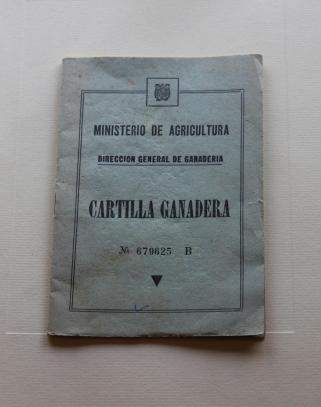 MINISTERIO DE AGRICULTURA
DIRECCION GENERAL DE GANADERIA
CARTILLA GANADERA
№ 679625 B